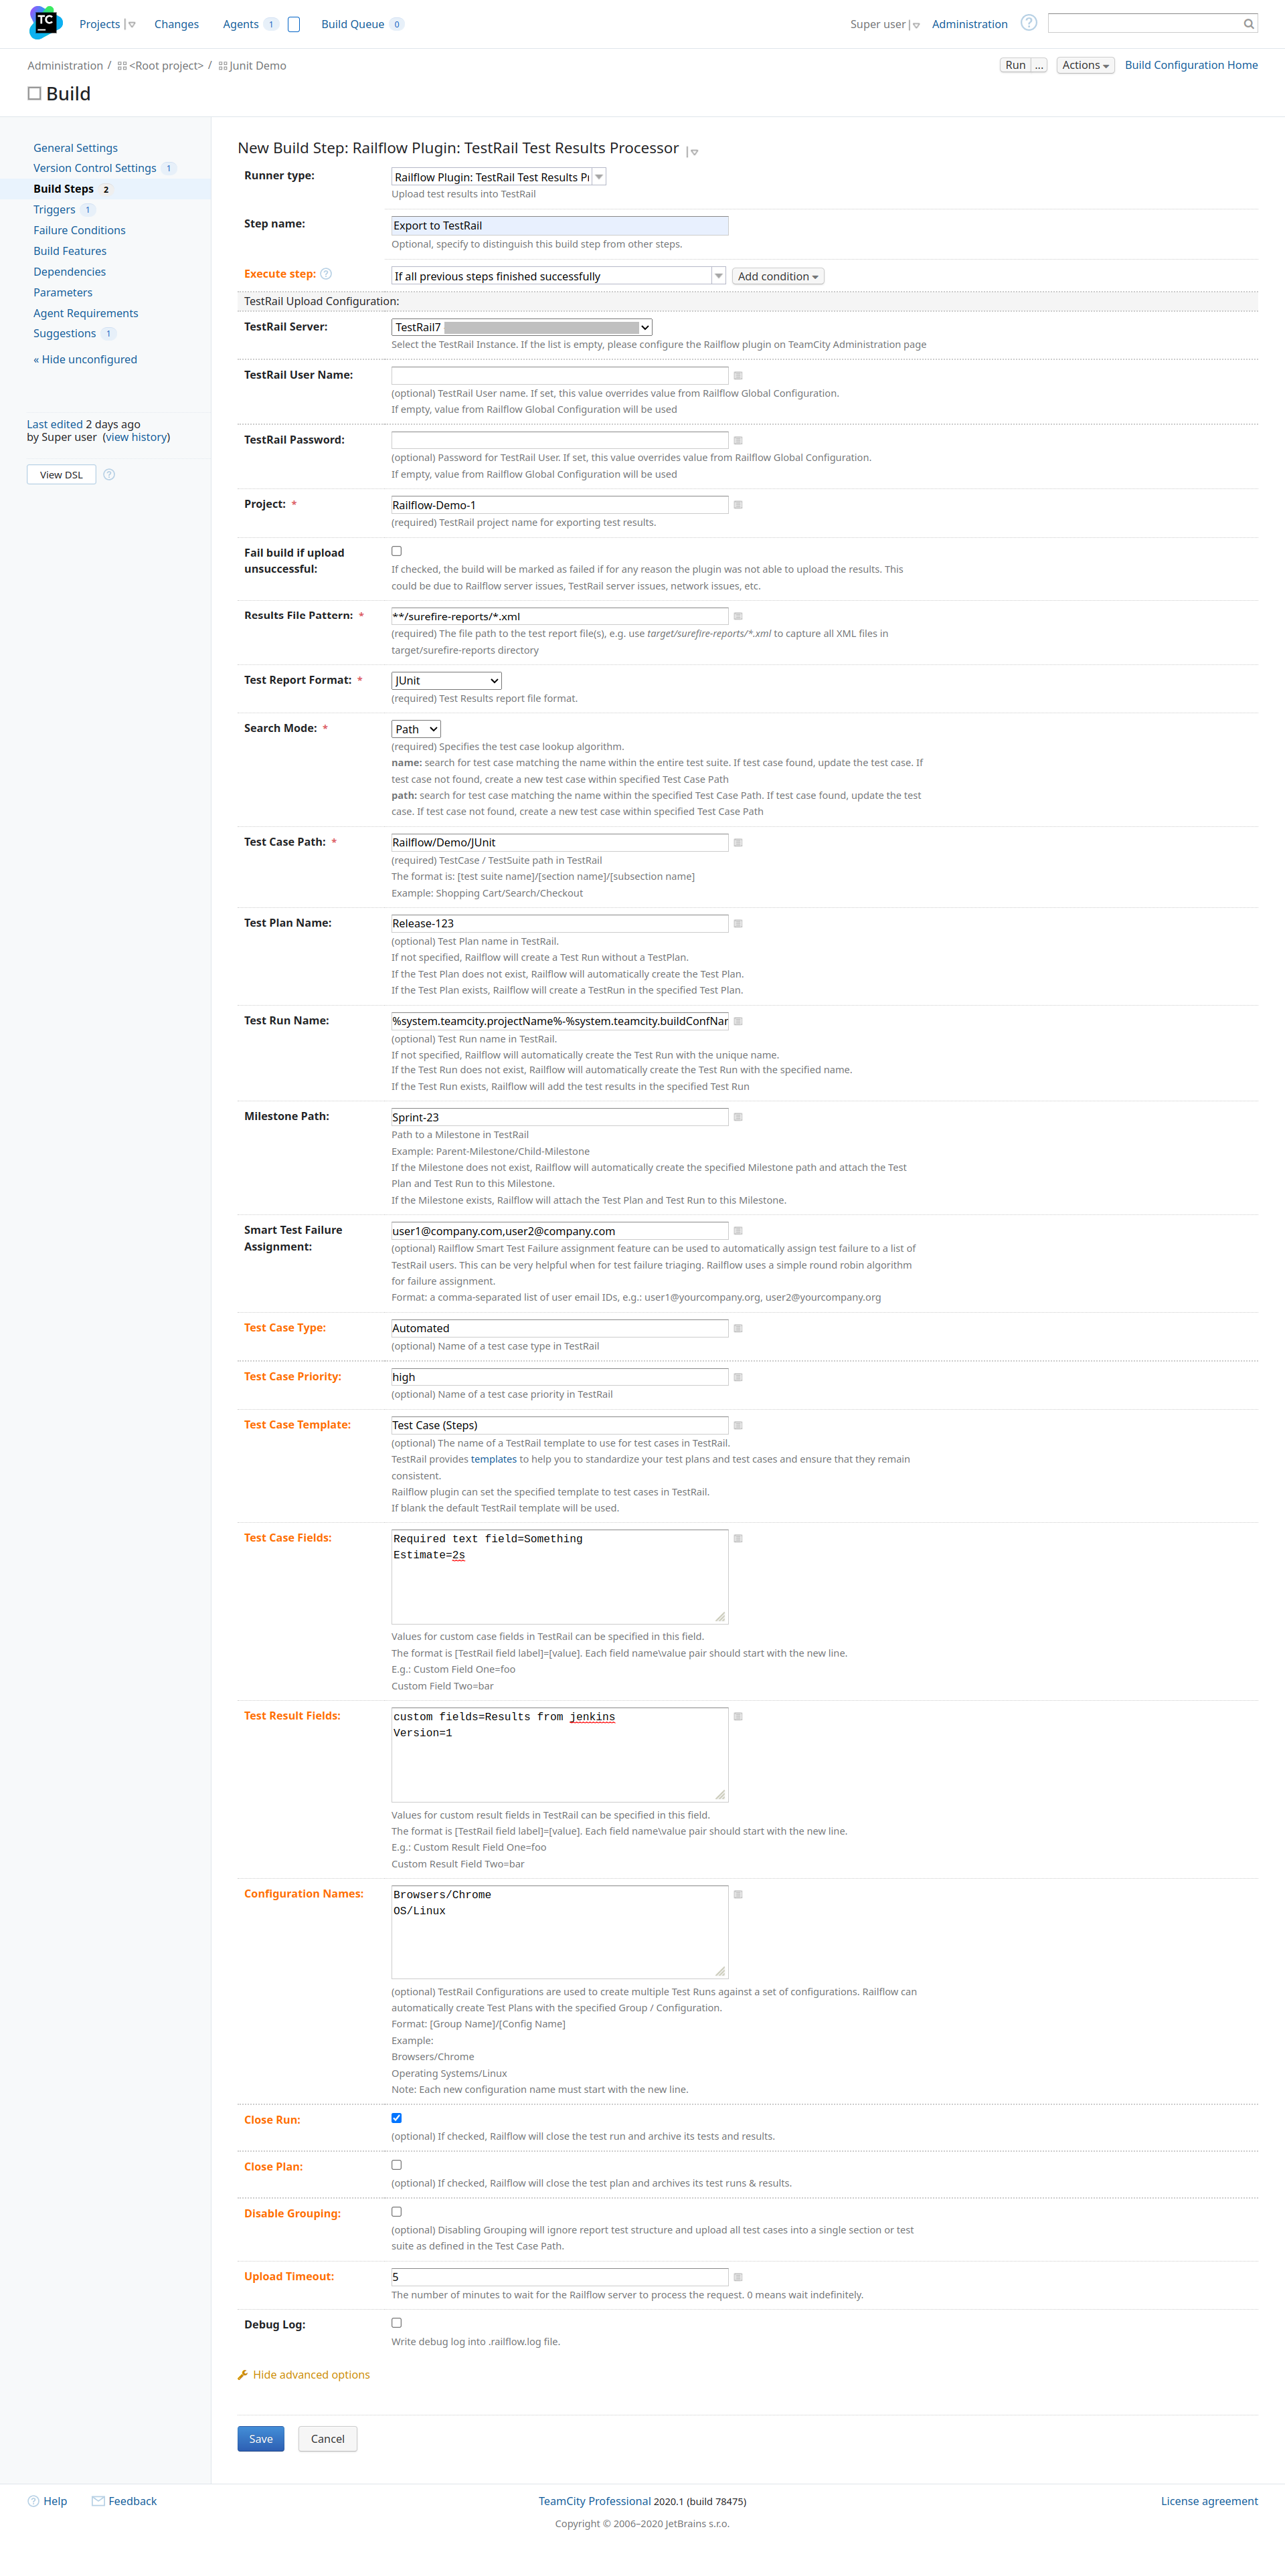 TC
Projects Changes Agents 1 Build Queue 0 Super user Administration
Administration / <Root project> / Junit Demo Run ... Actions Build Configuration Home
Build
General Settings
Version Control Settings 1
Build Steps 2
Triggers 1
Failure Conditions
Build Features
Dependencies
Parameters
Agent Requirements
Suggestions 1
« Hide unconfigured
Last edited 2 days ago
by Super user (view history)
View DSL
New Build Step: Railflow Plugin: TestRail Test Results Processor
Runner type: Railflow Plugin: TestRail Test Results
Upload test results into TestRail
Step name: Export to TestRail
Optional, specify to distinguish this build step from other steps.
Execute step: If all previous steps finished successfully Add condition
TestRail Upload Configuration:
TestRail Server: TestRail7
Select the TestRail Instance. If the list is empty, please configure the Railflow plugin on TeamCity Administration page
TestRail User Name:
(optional) TestRail User name. If set, this value overrides value from Railflow Global Configuration.
If empty, value from Railflow Global Configuration will be used
TestRail Password:
(optional) Password for TestRail User. If set, this value overrides value from Railflow Global Configuration.
If empty, value from Railflow Global Configuration will be used
Project: * Railflow-Demo-1
(required) TestRail project name for exporting test results.
Fail build if upload
unsuccessful:
If checked, the build will be marked as failed if for any reason the plugin was not able to upload the results. This
could be due to Railflow server issues, TestRail server issues, network issues, etc.
Results File Pattern: * **/surefire-reports/*.xml
(required) The file path to the test report file(s), e.g. use target/surefire-reports/*.xml to capture all XML files in
target/surefire-reports directory
Test Report Format: * JUnit
(required) Test Results report file format.
Search Mode: * Path
(required) Specifies the test case lookup algorithm.
name: search for test case matching the name within the entire test suite. If test case found, update the test case. If
test case not found, create a new test case within specified Test Case Path
path: search for test case matching the name within the specified Test Case Path. If test case found, update the test
case. If test case not found, create a new test case within specified Test Case Path
Test Case Path: * Railflow/Demo/JUnit
(required) TestCase / TestSuite path in TestRail
The format is: [test suite name]/[section name]/[subsection name]
Example: Shopping Cart/Search/Checkout
Test Plan Name: Release-123
(optional) Test Plan name in TestRail.
If not specified, Railflow will create a Test Run without a TestPlan.
If the Test Plan does not exist, Railflow will automatically create the Test Plan.
If the Test Plan exists, Railflow will create a TestRun in the specified Test Plan.
Test Run Name: %system.teamcity.projectName%-%system.teamcity.buildConfNar
(optional) Test Run name in TestRail.
If not specified, Railflow will automatically create the Test Run with the unique name.
If the Test Run does not exist, Railflow will automatically create the Test Run with the specified name.
If the Test Run exists, Railflow will add the test results in the specified Test Run
Milestone Path: Sprint-23
Path to a Milestone in TestRail
Example: Parent-Milestone/Child-Milestone
If the Milestone does not exist, Railflow will automatically create the specified Milestone path and attach the Test
Plan and Test Run to this Milestone.
If the Milestone exists, Railflow will attach the Test Plan and Test Run to this Milestone.
Smart Test Failure
Assignment: user1@company.com,user2@company.com
(optional) Railflow Smart Test Failure assignment feature can be used to automatically assign test failure to a list of
TestRail users. This can be very helpful when for test failure triaging. Railflow uses a simple round robin algorithm
for failure assignment.
Format: a comma-separated list of user email IDs, e.g.: user1@yourcompany.org, user2@yourcompany.org
Test Case Type: Automated
(optional) Name of a test case type in TestRail
Test Case Priority: high
(optional) Name of a test case priority in TestRail
Test Case Template: Test Case (Steps)
(optional) The name of a TestRail template to use for test cases in TestRail.
TestRail provides templates to help you to standardize your test plans and test cases and ensure that they remain
consistent.
Railflow plugin can set the specified template to test cases in TestRail.
If blank the default TestRail template will be used.
Test Case Fields: Required text field=Something
Estimate=2s
Values for custom case fields in TestRail can be specified in this field.
The format is [TestRail field label]=[value]. Each field name\value pair should start with the new line.
E.g.: Custom Field One=foo
Custom Field Two=bar
Test Result Fields: custom fields=Results from jenkins
Version=1
Values for custom result fields in TestRail can be specified in this field.
The format is [TestRail field label]=[value]. Each field name\value pair should start with the new line.
E.g.: Custom Result Field One=foo
Custom Result Field Two=bar
Configuration Names: Browsers/Chrome
OS/Linux
(optional) TestRail Configurations are used to create multiple Test Runs against a set of configurations. Railflow can
automatically create Test Plans with the specified Group / Configuration.
Format: [Group Name]/[Config Name]
Example:
Browsers/Chrome
Operating Systems/Linux
Note: Each new configuration name must start with the new line.
Close Run:
(optional) If checked, Railflow will close the test run and archive its tests and results.
Close Plan:
(optional) If checked, Railflow will close the test plan and archives its test runs & results.
Disable Grouping:
(optional) Disabling Grouping will ignore report test structure and upload all test cases into a single section or test
suite as defined in the Test Case Path.
Upload Timeout: 5
The number of minutes to wait for the Railflow server to process the request. 0 means wait indefinitely.
Debug Log:
Write debug log into .railflow.log file.
Hide advanced options
Save Cancel
Help Feedback TeamCity Professional 2020.1 (build 78475) License agreement
Copyright © 2006–2020 JetBrains s.r.o.